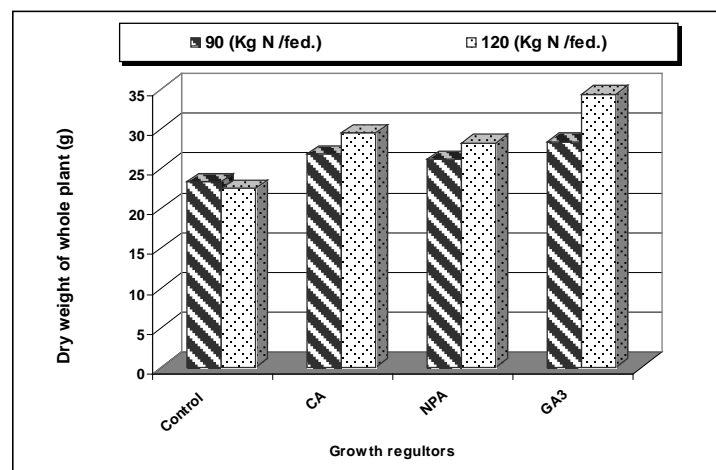 90 (Kg N /fed.) 120 (Kg N /fed.)
Dry weight of whole plant (g)
35
30
25
20
15
10
5
0
Control CA NPA GA3
Growth regultors